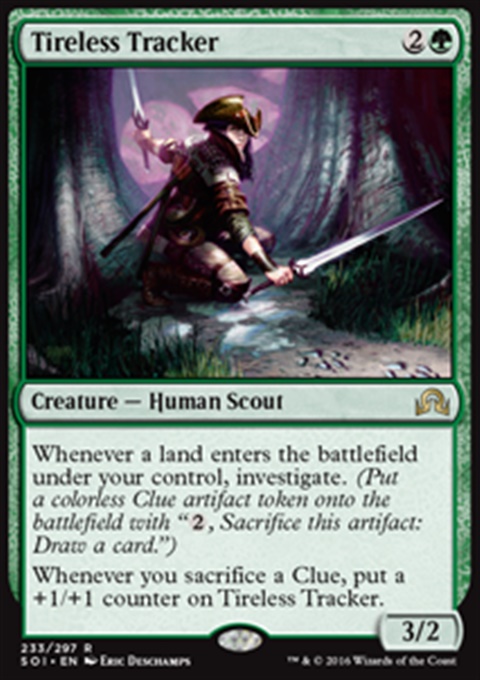 Tireless Tracker 2
Creature — Human Scout
Whenever a land enters the battlefield
under your control, investigate. (Put
a colorless Clue artifact token onto the
battlefield with “2, Sacrifice this artifact:
Draw a card.”)
Whenever you sacrifice a Clue, put a
+1/+1 counter on Tireless Tracker.
3/2
233/297 R
SOI • EN Eric Deschamps
™ & © 2016 Wizards of the Coast